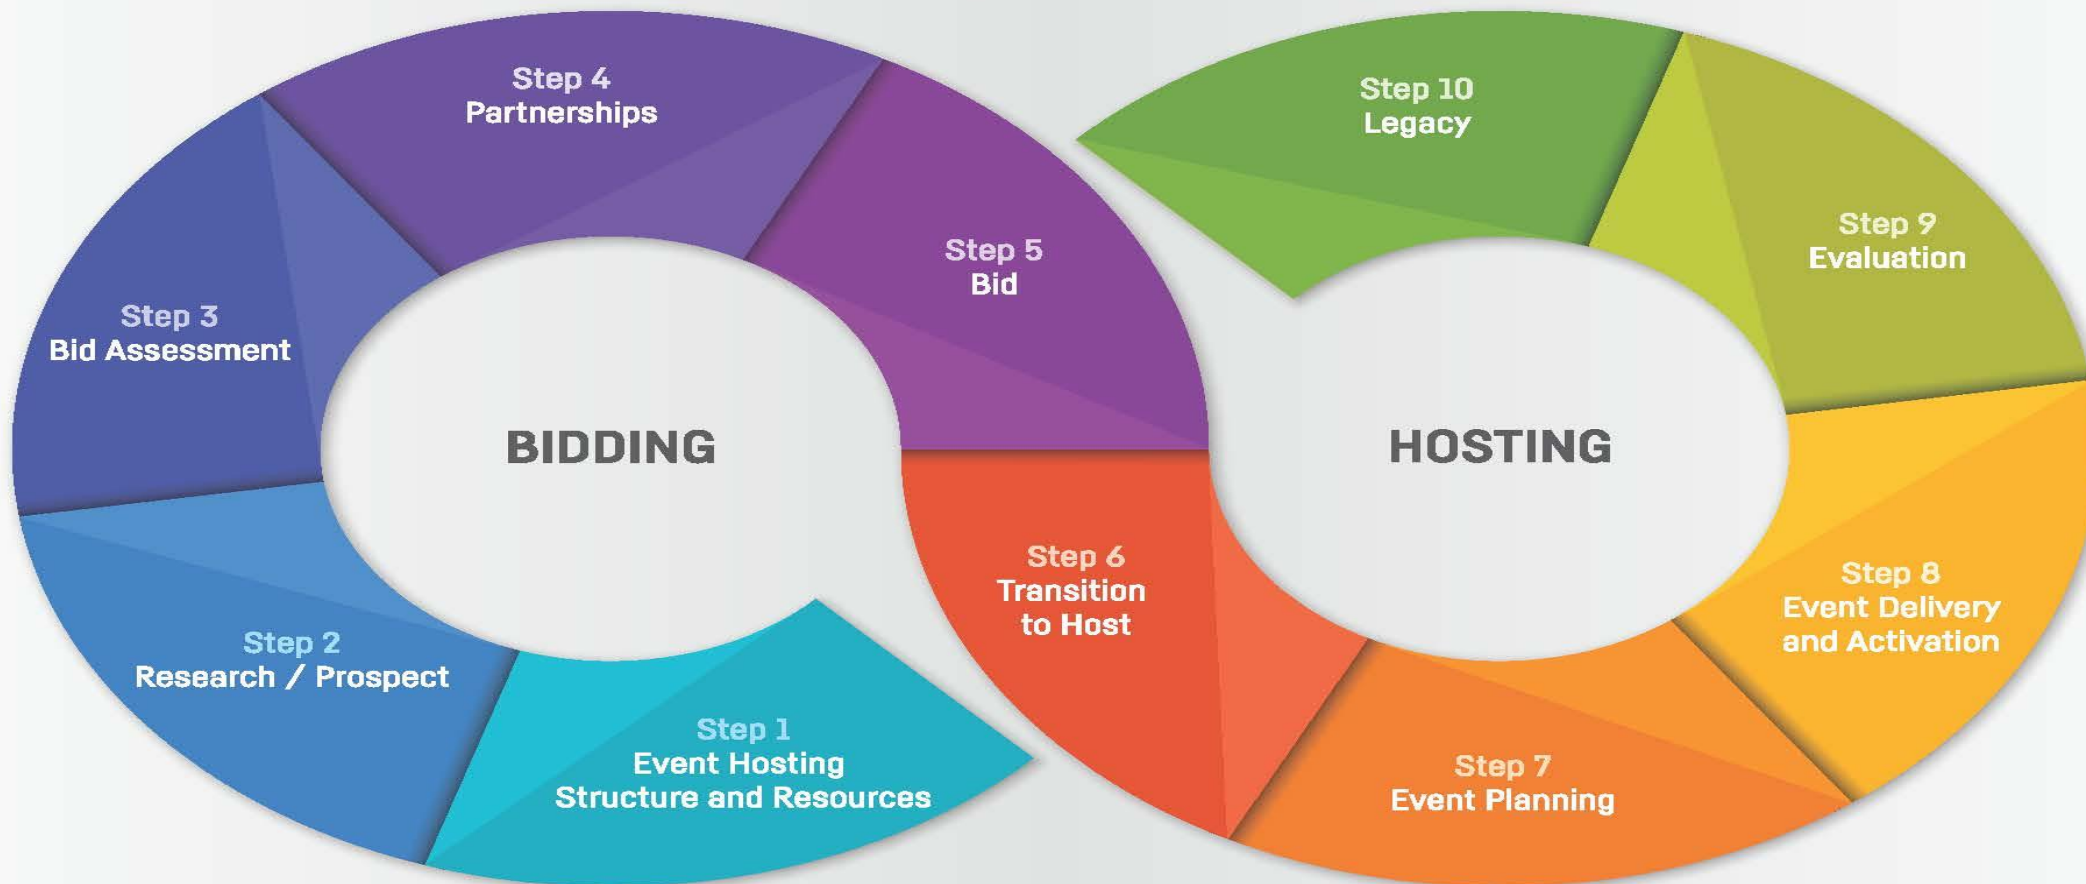 Step 1
Event Hosting
Structure and Resources
Step 2
Research / Prospect
Step 3
Bid Assessment
Step 4
Partnerships
Step 5
Bid
BIDDING
Step 6
Transition
to Host
Step 7
Event Planning
Step 8
Event Delivery
and Activation
Step 9
Evaluation
Step 10
Legacy
HOSTING